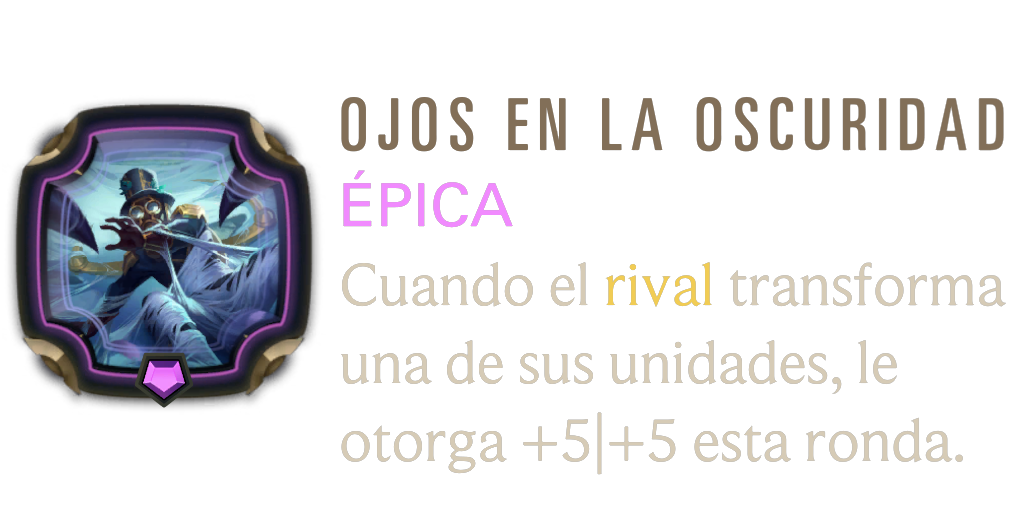 OJOS EN LA OSCURIDAD
ÉPICA
Cuando el rival transforma
una de sus unidades, le
otorga +5|+5 esta ronda.